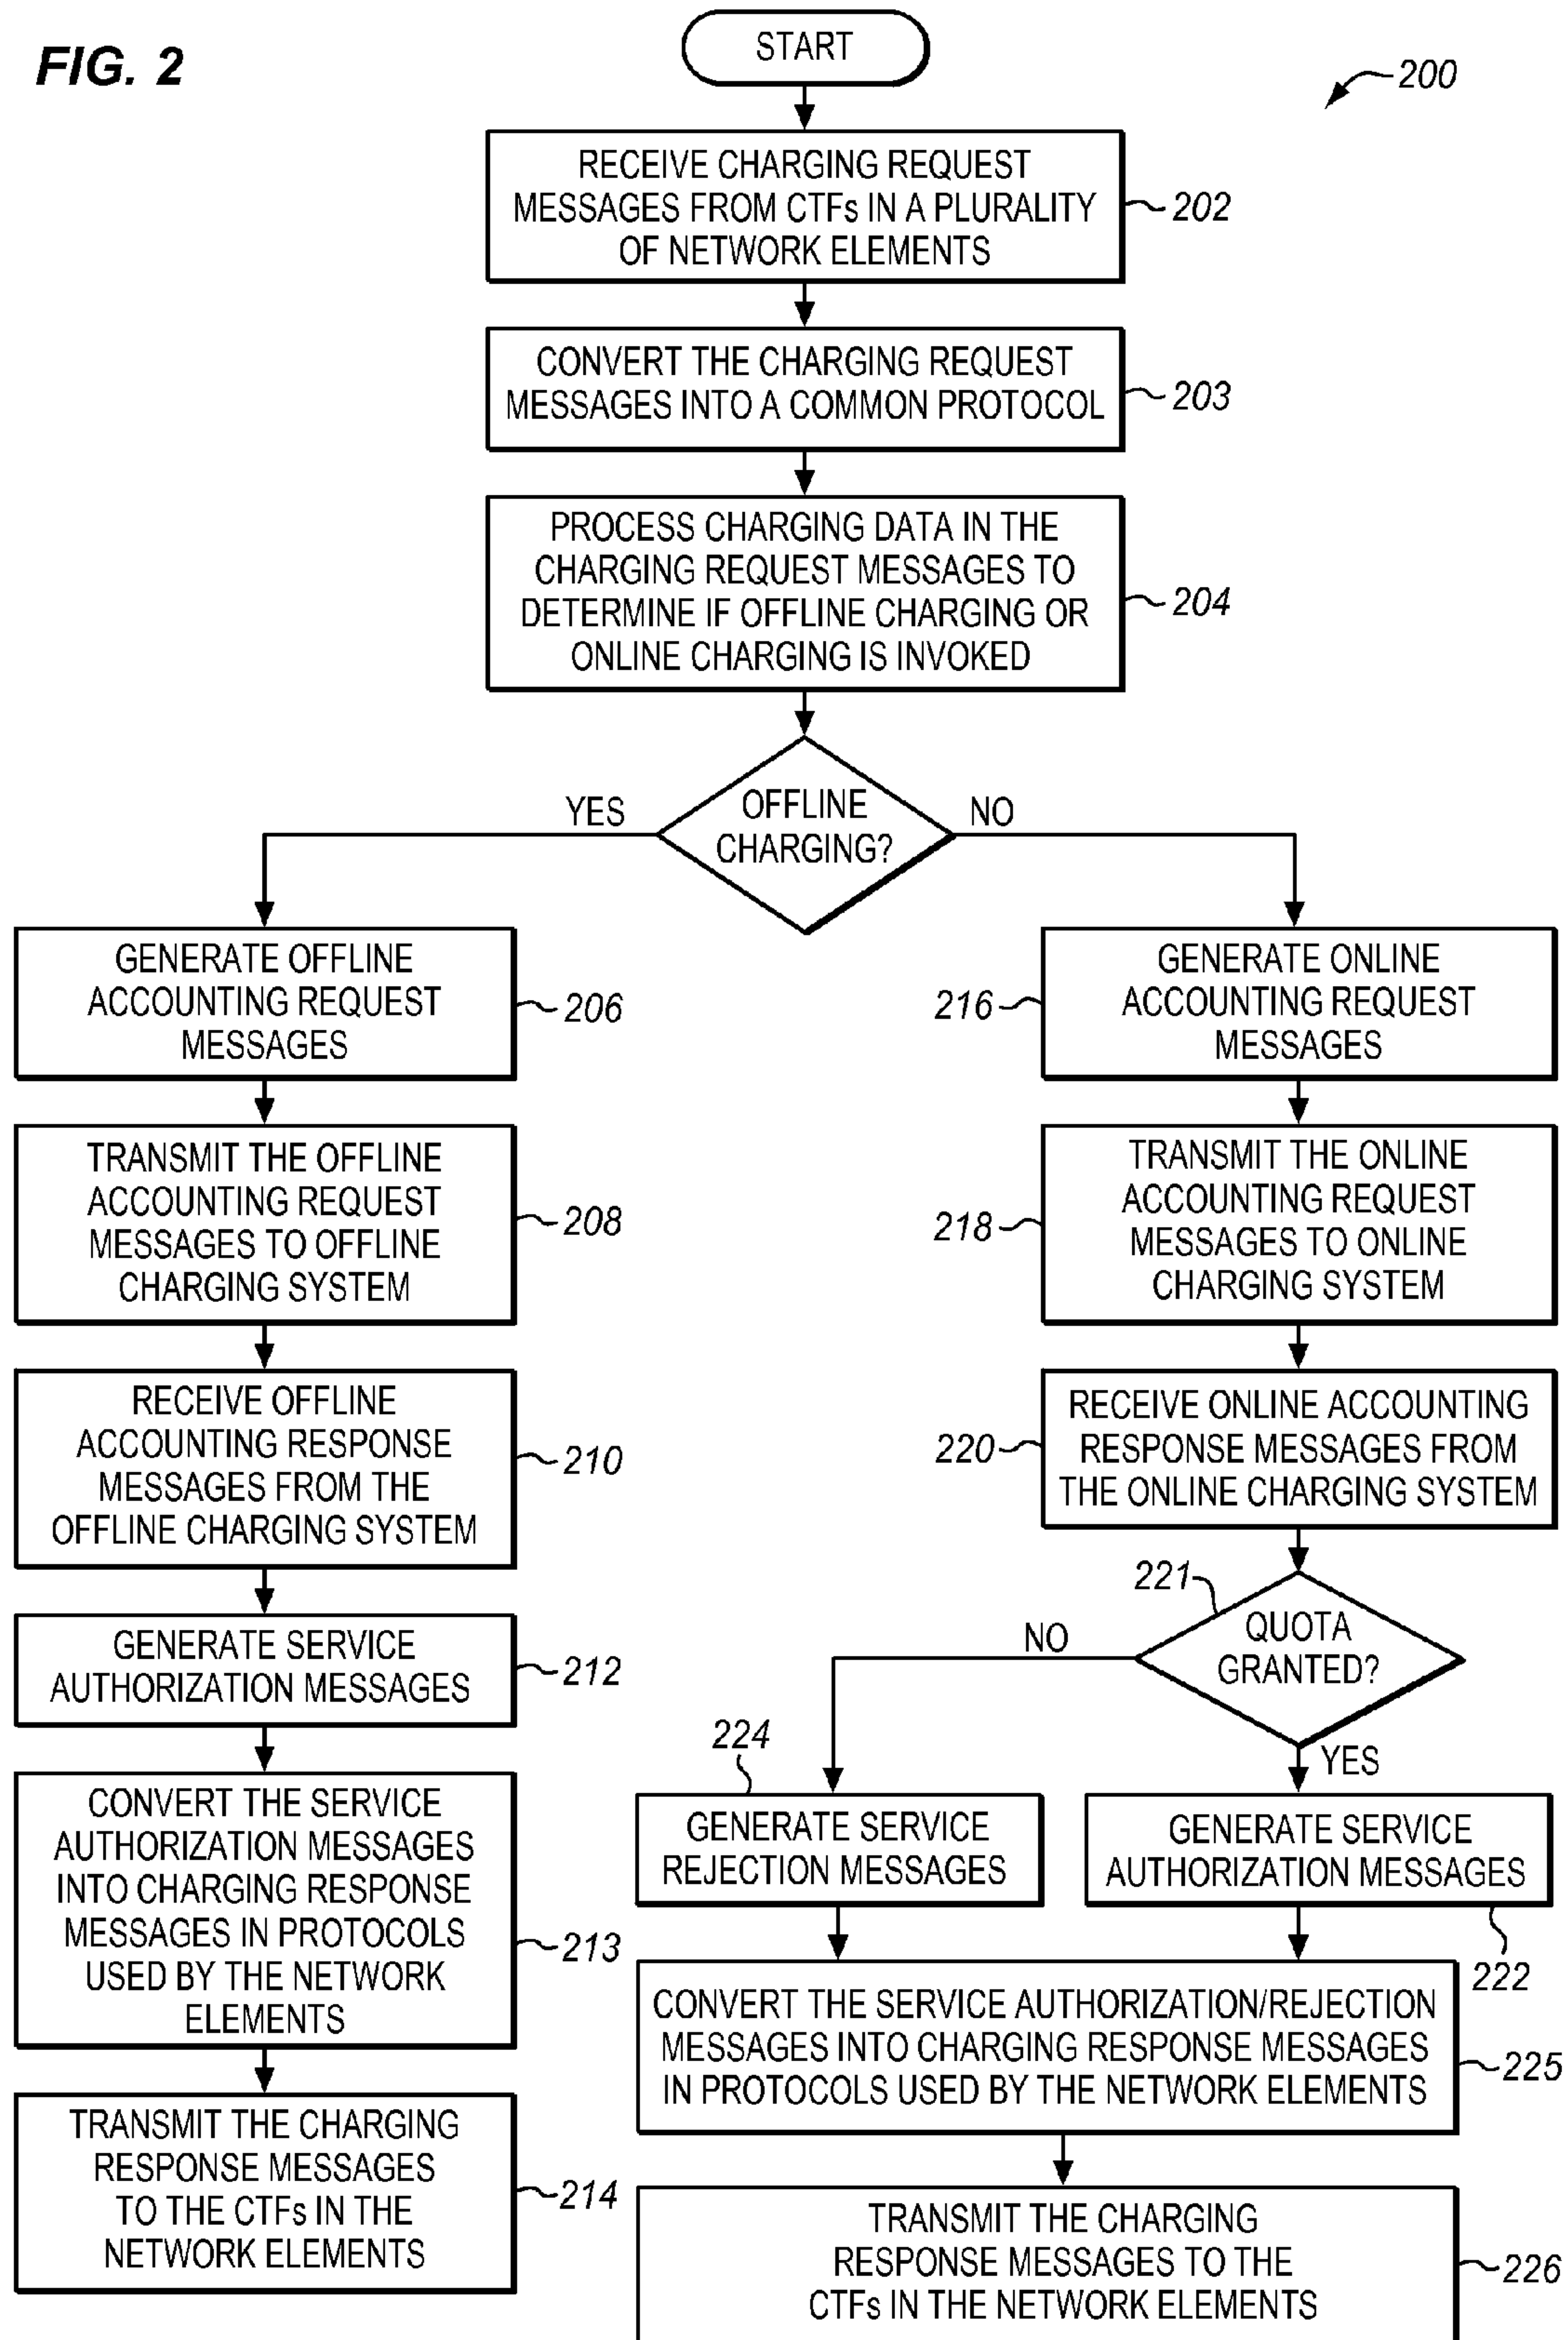 FIG. 2
START
200
RECEIVE CHARGING REQUEST
MESSAGES FROM CTFs IN A PLURALITY
OF NETWORK ELEMENTS
202
CONVERT THE CHARGING REQUEST
MESSAGES INTO A COMMON PROTOCOL
203
PROCESS CHARGING DATA IN THE
CHARGING REQUEST MESSAGES TO
DETERMINE IF OFFLINE CHARGING OR
ONLINE CHARGING IS INVOKED
204
OFFLINE
CHARGING?
YES
NO
GENERATE OFFLINE
ACCOUNTING REQUEST
MESSAGES
206
TRANSMIT THE OFFLINE
ACCOUNTING REQUEST
MESSAGES TO OFFLINE
CHARGING SYSTEM
208
RECEIVE OFFLINE
ACCOUNTING RESPONSE
MESSAGES FROM THE
OFFLINE CHARGING SYSTEM
210
GENERATE SERVICE
AUTHORIZATION MESSAGES
212
CONVERT THE SERVICE
AUTHORIZATION MESSAGES
INTO CHARGING RESPONSE
MESSAGES IN PROTOCOLS
USED BY THE NETWORK
ELEMENTS
213
TRANSMIT THE CHARGING
RESPONSE MESSAGES
TO THE CTFs IN THE
NETWORK ELEMENTS
214
GENERATE ONLINE
ACCOUNTING REQUEST
MESSAGES
216
TRANSMIT THE ONLINE
ACCOUNTING REQUEST
MESSAGES TO ONLINE
CHARGING SYSTEM
218
RECEIVE ONLINE ACCOUNTING
RESPONSE MESSAGES FROM
THE ONLINE CHARGING SYSTEM
220
221
QUOTA
GRANTED?
NO
YES
224
GENERATE SERVICE
REJECTION MESSAGES
GENERATE SERVICE
AUTHORIZATION MESSAGES
222
CONVERT THE SERVICE AUTHORIZATION/REJECTION
MESSAGES INTO CHARGING RESPONSE MESSAGES
IN PROTOCOLS USED BY THE NETWORK ELEMENTS
225
TRANSMIT THE CHARGING
RESPONSE MESSAGES TO THE
CTFs IN THE NETWORK ELEMENTS
226